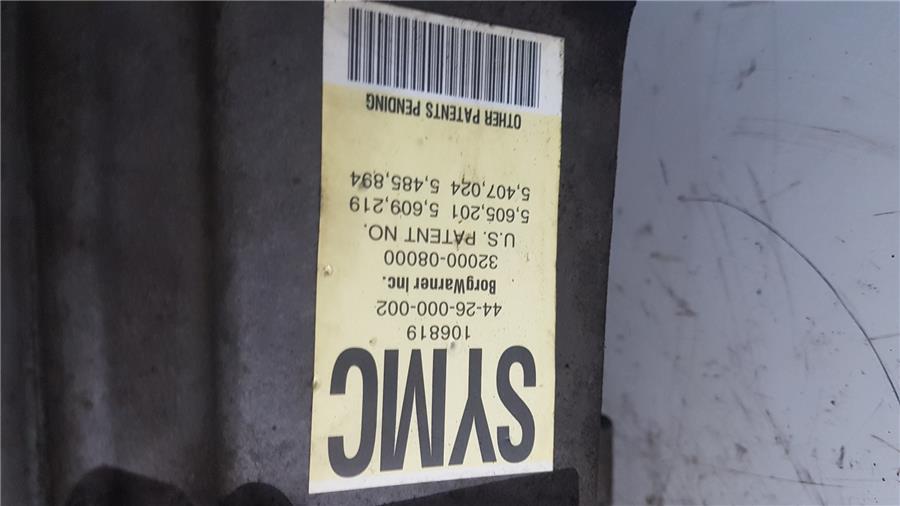 SYMC
106819
44-26-000-002
BorgWarner Inc.
32000-08000
U.S. PATENT NO.
5,605,201 5,609,219
5,407,024 5,485,894
OTHER PATENTS PENDING